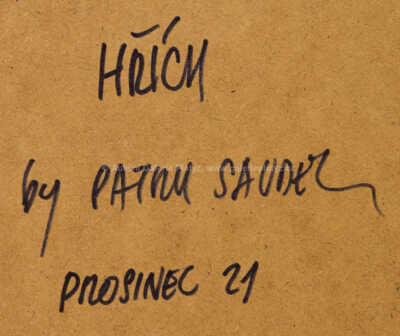 HŘÍCH
by PATRIK SAUDEK
PROSINEC 21